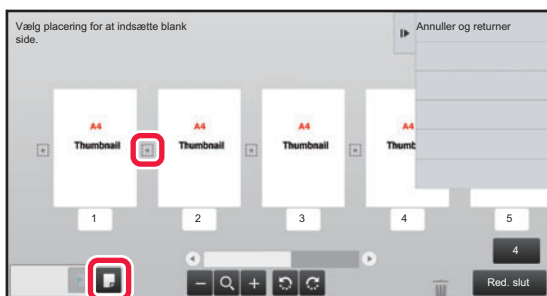 Vælg placering for at indsætte blank
side.
Annuller og returner
A4
Thumbnail
A4
Thumbnail
A4
Thumbnail
A4
Thumb
1
2
3
4
5
4
Red. slut